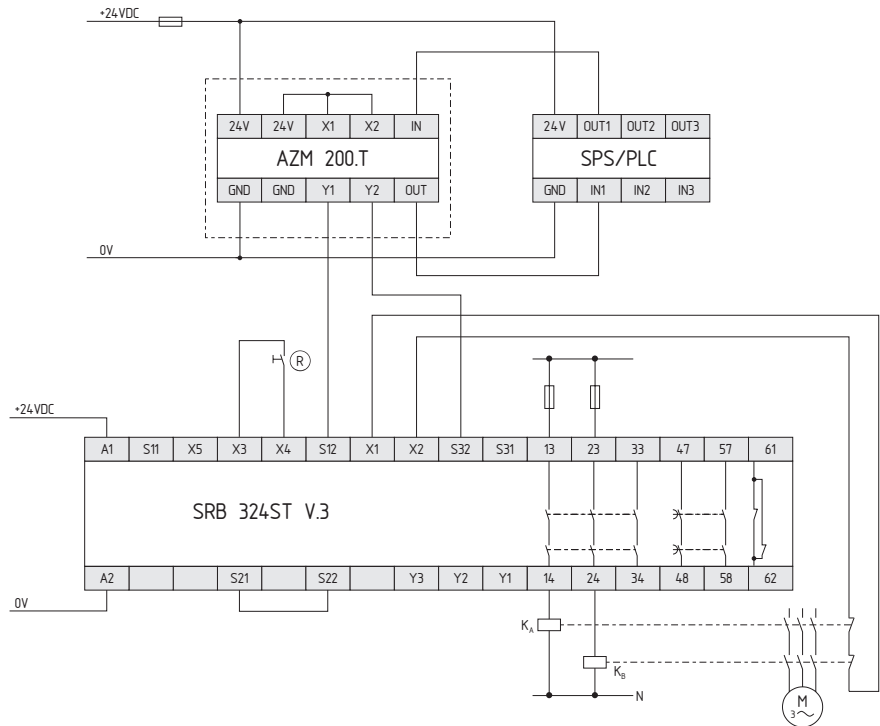 +24VDC
24V 24V X1 X2 IN
24V OUT1 OUT2 OUT3
AZM 200.T
SPS/PLC
GND GND Y1 Y2 OUT
GND IN1 IN2 IN3
0V
R
+24VDC
A1 S11 X5 X3 X4 S12 X1 X2 S32 S31 13 23 33 47 57 61
SRB 324ST V.3
A2 S21 S22 Y3 Y2 Y1 14 24 34 48 58 62
0V
KA
KB
N
M
3